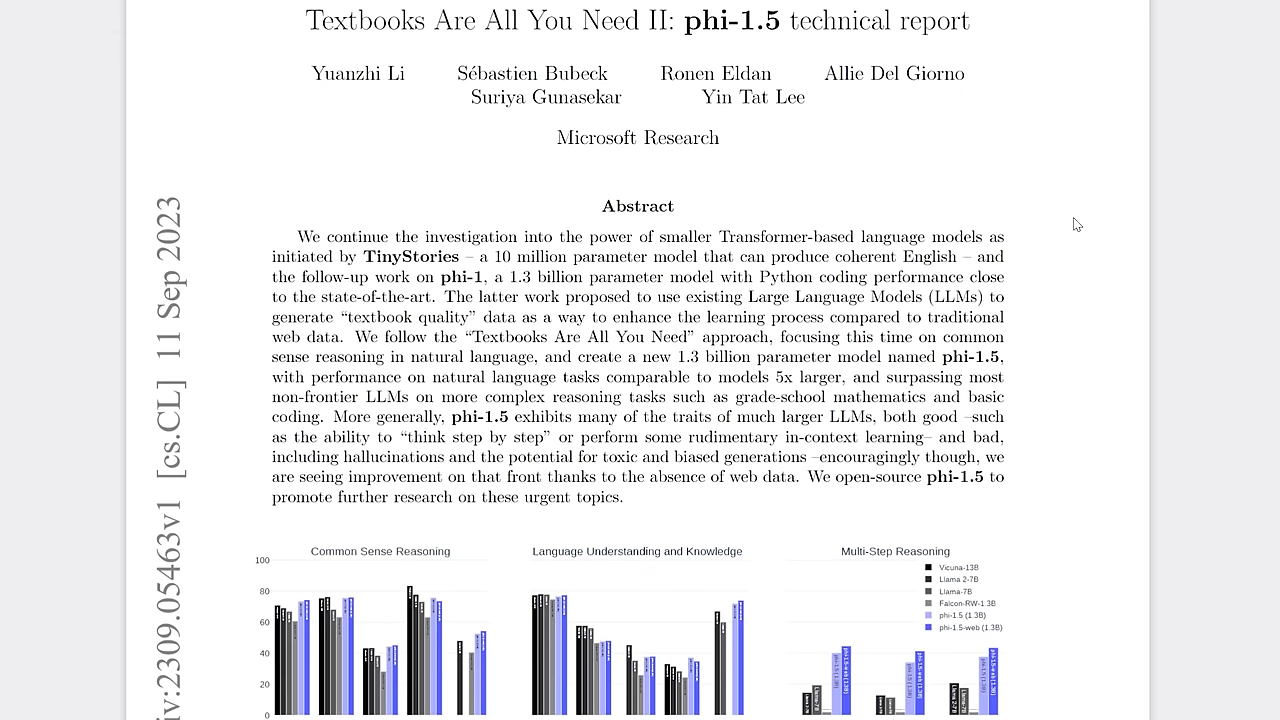 Textbooks Are All You Need II: phi-1.5 technical report
Yuanzhi Li Sébastien Bubeck Ronen Eldan Allie Del Giorno
Suriya Gunasekar Yin Tat Lee
Microsoft Research
iv:2309.05463v1 [cs.CL] 11 Sep 2023
Abstract
We continue the investigation into the power of smaller Transformer-based language models as
initiated by TinyStories – a 10 million parameter model that can produce coherent English – and
the follow-up work on phi-1, a 1.3 billion parameter model with Python coding performance close
to the state-of-the-art. The latter work proposed to use existing Large Language Models (LLMs) to
generate “textbook quality” data as a way to enhance the learning process compared to traditional
web data. We follow the “Textbooks Are All You Need” approach, focusing this time on common
sense reasoning in natural language, and create a new 1.3 billion parameter model named phi-1.5,
with performance on natural language tasks comparable to models 5x larger, and surpassing most
non-frontier LLMs on more complex reasoning tasks such as grade-school mathematics and basic
coding. More generally, phi-1.5 exhibits many of the traits of much larger LLMs, both good –such
as the ability to “think step by step” or perform some rudimentary in-context learning– and bad,
including hallucinations and the potential for toxic and biased generations –encouragingly though, we
are seeing improvement on that front thanks to the absence of web data. We open-source phi-1.5 to
promote further research on these urgent topics.
Common Sense Reasoning
Language Understanding and Knowledge
Multi-Step Reasoning
100
80
60
40
20
0
Vicuna-13B
Llama 2-7B
Llama-7B
Falcon-RW-1.3B
phi-1.5 (1.3B)
phi-1.5-web (1.3B)